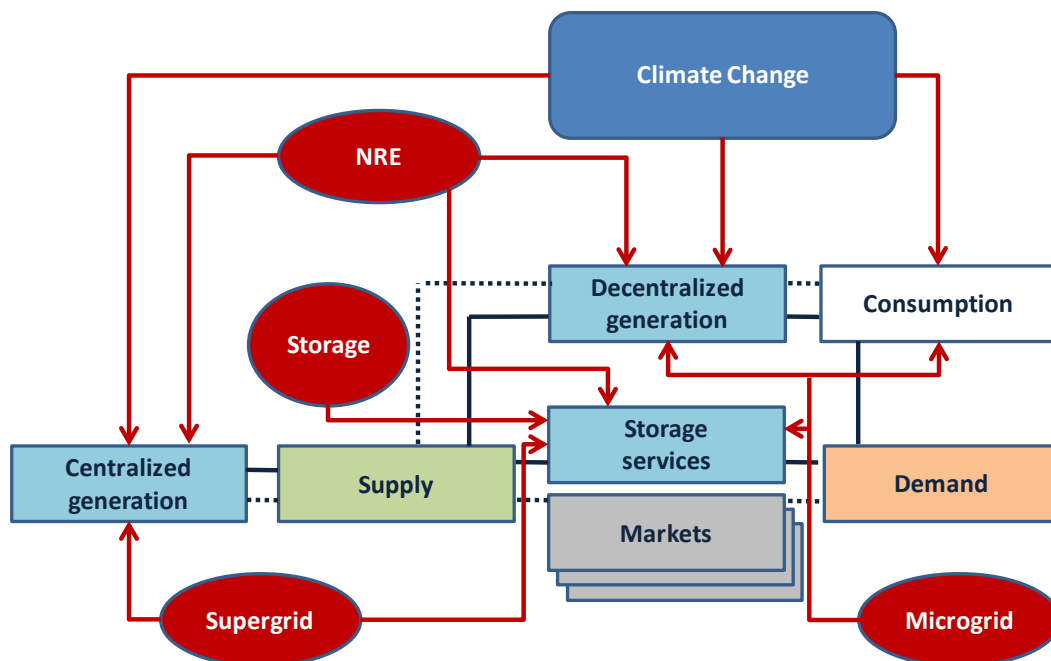 Climate Change
NRE
Decentralized
generation
Consumption
Storage
Storage
services
Centralized
generation
Supply
Demand
Markets
Supergrid
Microgrid